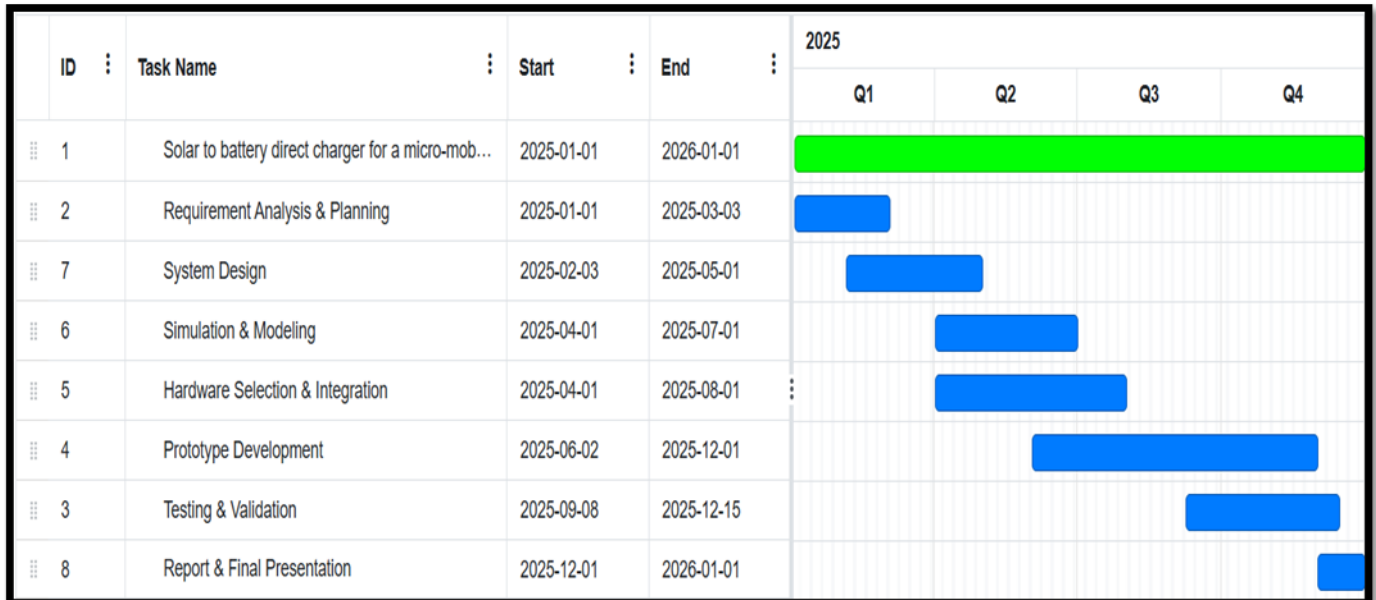 2025
ID Task Name Start End
Q1 Q2 Q3 Q4
1 Solar to battery direct charger for a micro-mob... 2025-01-01 2026-01-01
2 Requirement Analysis & Planning 2025-01-01 2025-03-03
7 System Design 2025-02-03 2025-05-01
6 Simulation & Modeling 2025-04-01 2025-07-01
5 Hardware Selection & Integration 2025-04-01 2025-08-01
4 Prototype Development 2025-06-02 2025-12-01
3 Testing & Validation 2025-09-08 2025-12-15
8 Report & Final Presentation 2025-12-01 2026-01-01